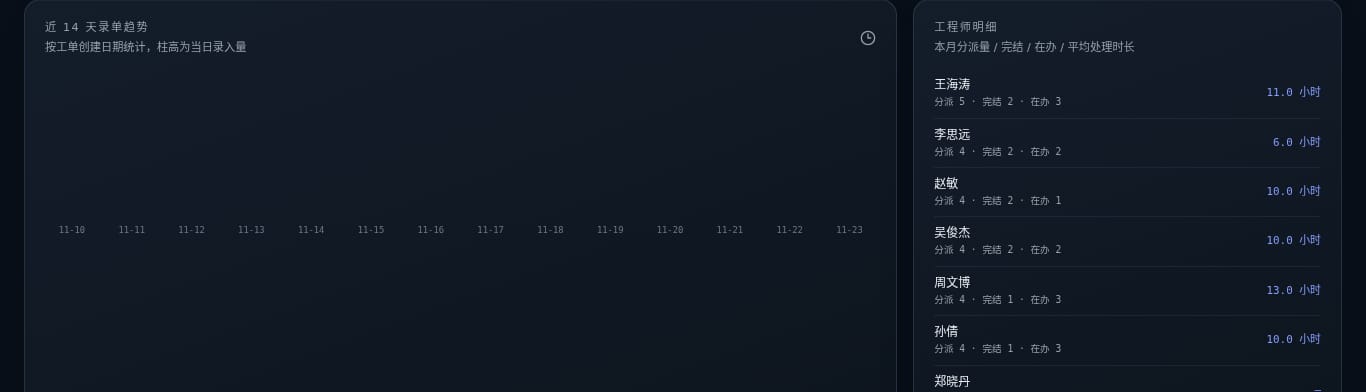 近 14 天录单趋势
按工单创建日期统计，柱高为当日录入量
11-10 11-11 11-12 11-13 11-14 11-15 11-16 11-17 11-18 11-19 11-20 11-21 11-22 11-23
工程师明细
本月分派量 / 完结 / 在办 / 平均处理时长
王海涛
分派 5 · 完结 2 · 在办 3
11.0 小时
李思远
分派 4 · 完结 2 · 在办 2
6.0 小时
赵敏
分派 4 · 完结 2 · 在办 1
10.0 小时
吴俊杰
分派 4 · 完结 2 · 在办 2
10.0 小时
周文博
分派 4 · 完结 1 · 在办 3
13.0 小时
孙倩
分派 4 · 完结 1 · 在办 3
10.0 小时
郑晓丹